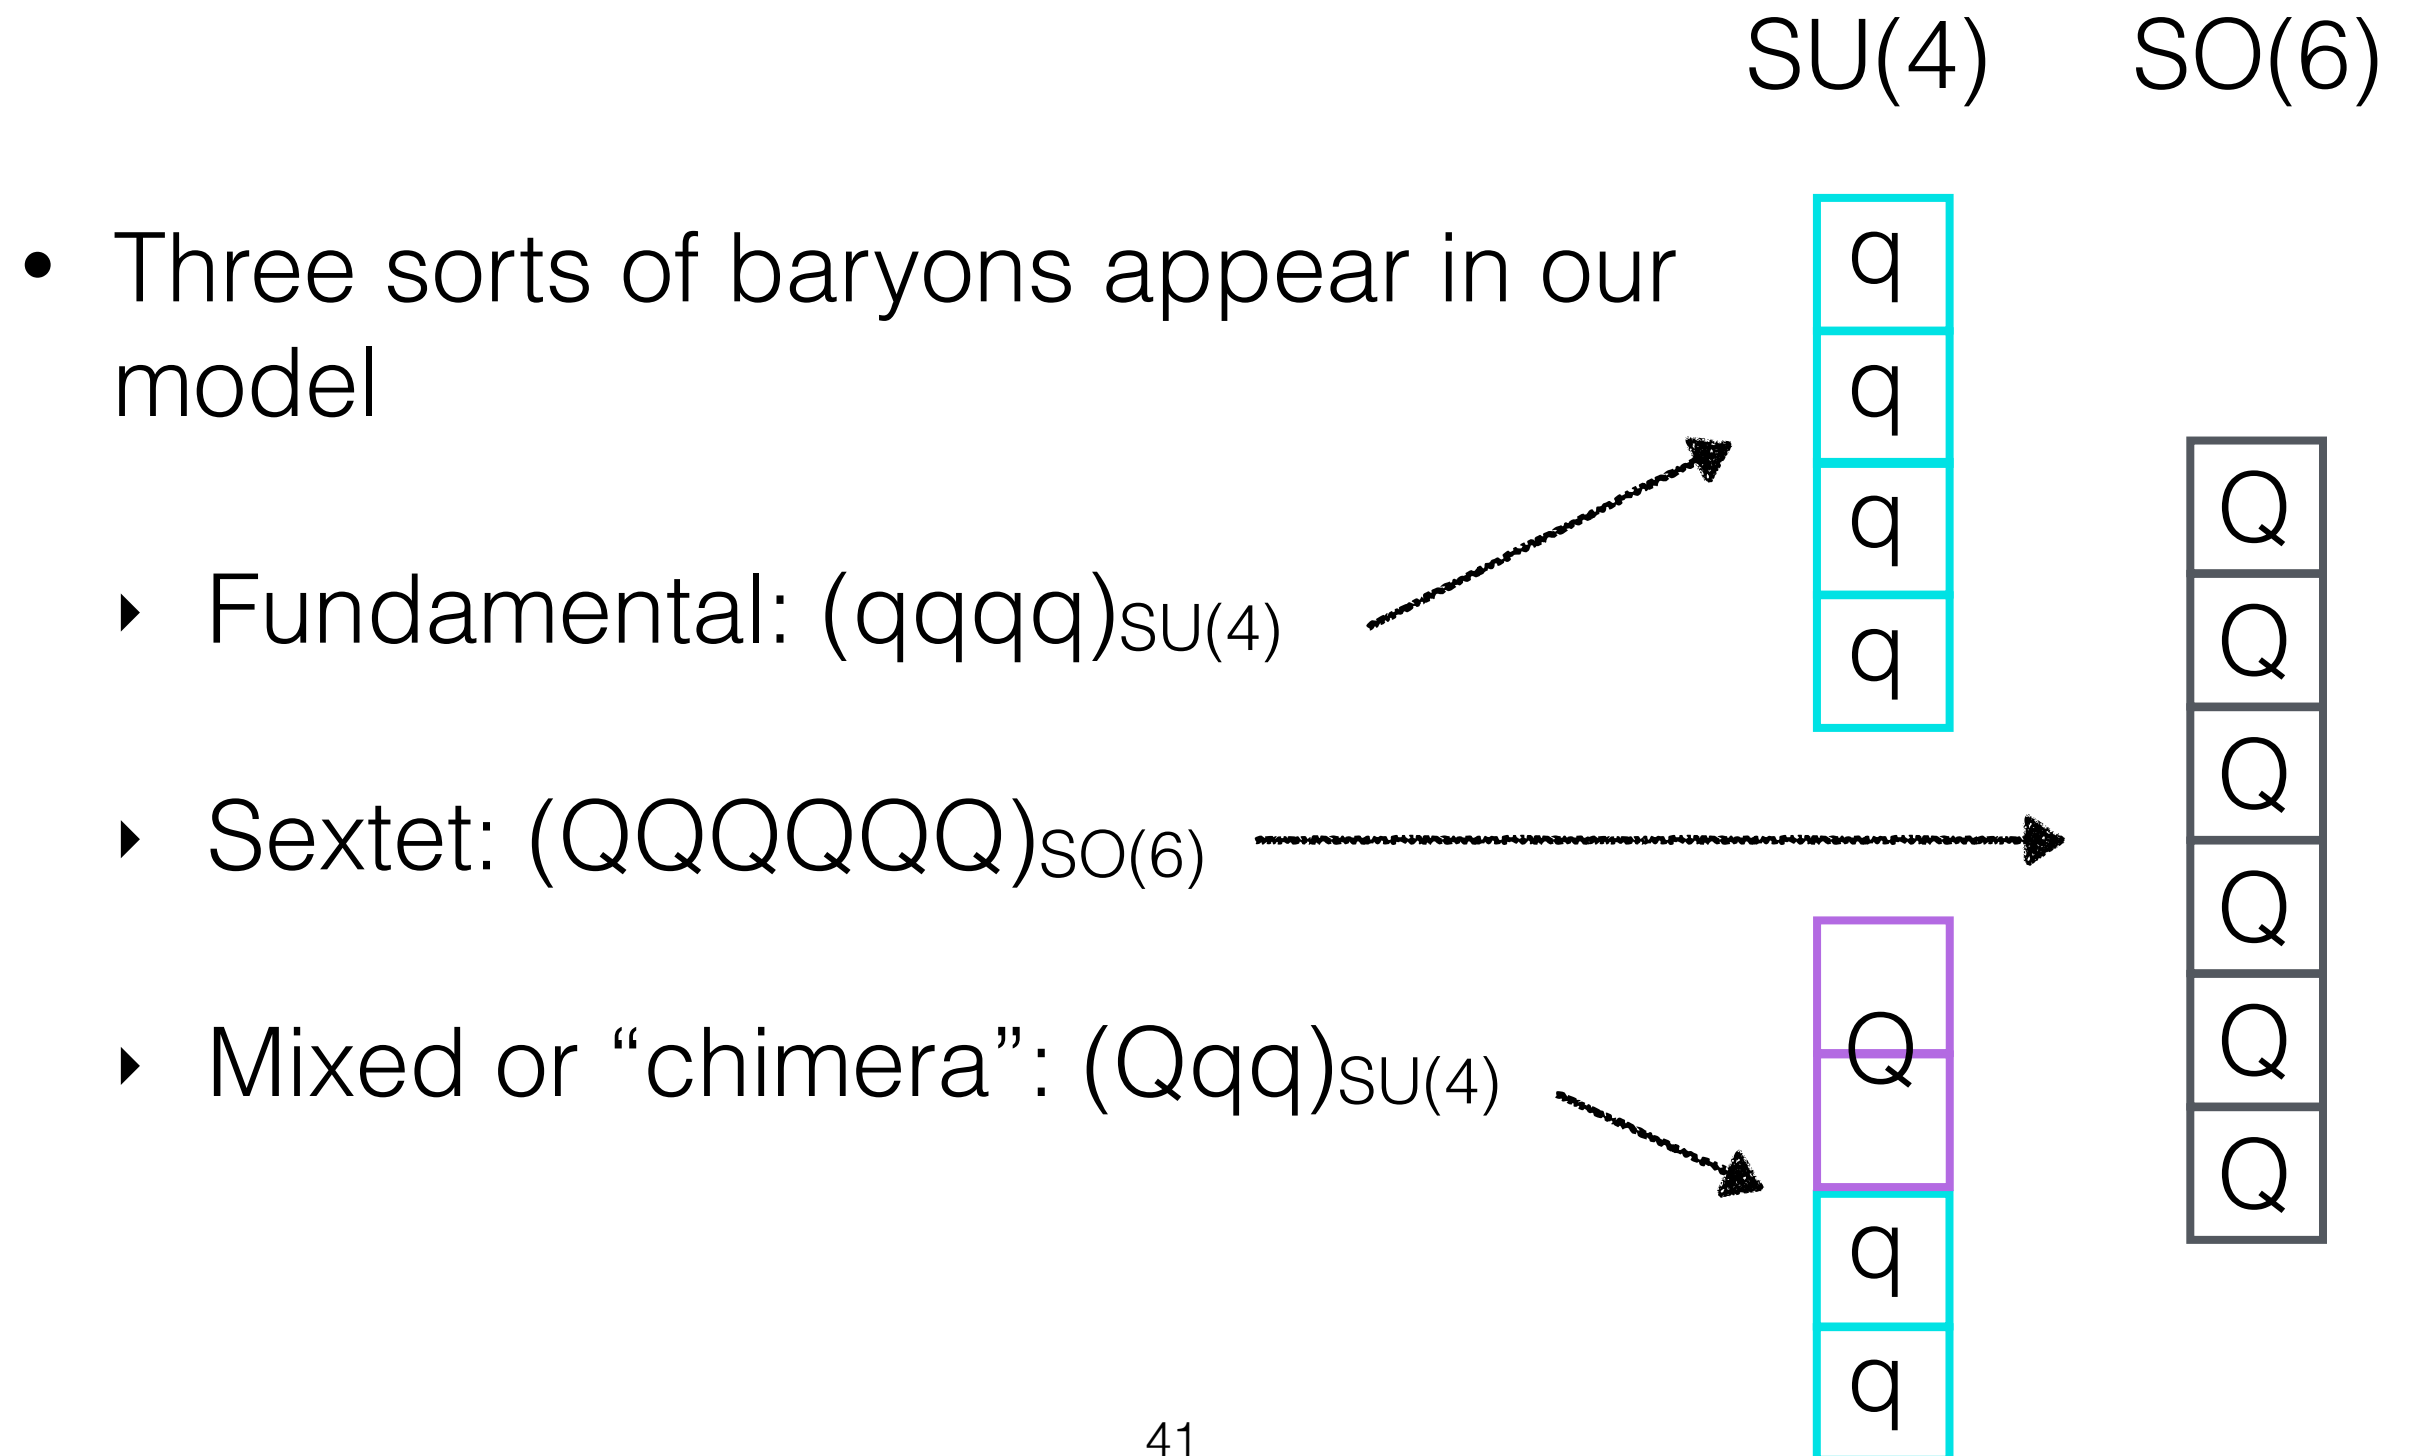 SU(4) SO(6)
• Three sorts of baryons appear in our
model
‣ Fundamental: (qqqq)SU(4)
‣ Sextet: (QQQQQQ)SO(6)
‣ Mixed or “chimera”: (Qqq)SU(4)
q
q
q
q
Q
q
q
Q
Q
Q
Q
Q
Q
41